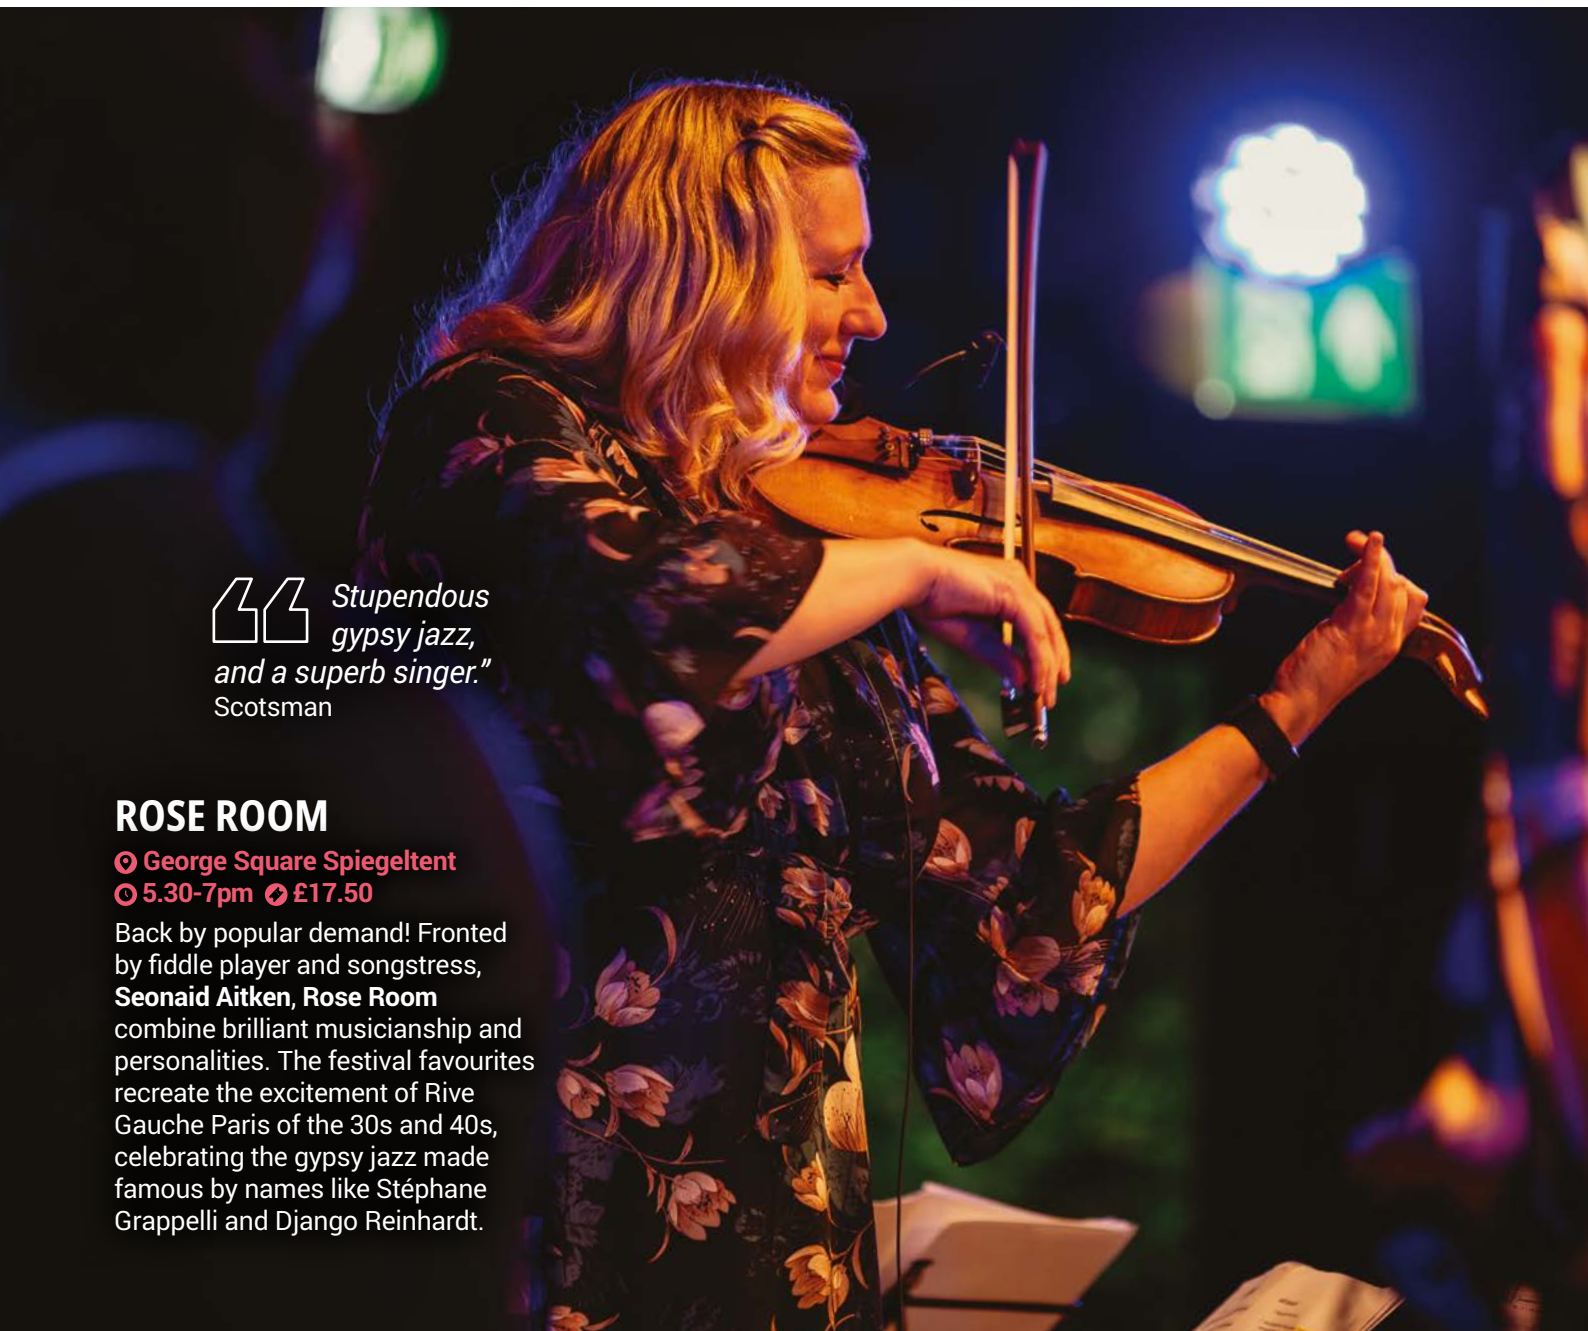 Stupendous
gypsy jazz,
and a superb singer.”
Scotsman
ROSE ROOM
George Square Spiegeltent
5.30-7pm £17.50
Back by popular demand! Fronted
by fiddle player and songstress,
Seonaid Aitken, Rose Room
combine brilliant musicianship and
personalities. The festival favourites
recreate the excitement of Rive
Gauche Paris of the 30s and 40s,
celebrating the gypsy jazz made
famous by names like Stéphane
Grappelli and Django Reinhardt.